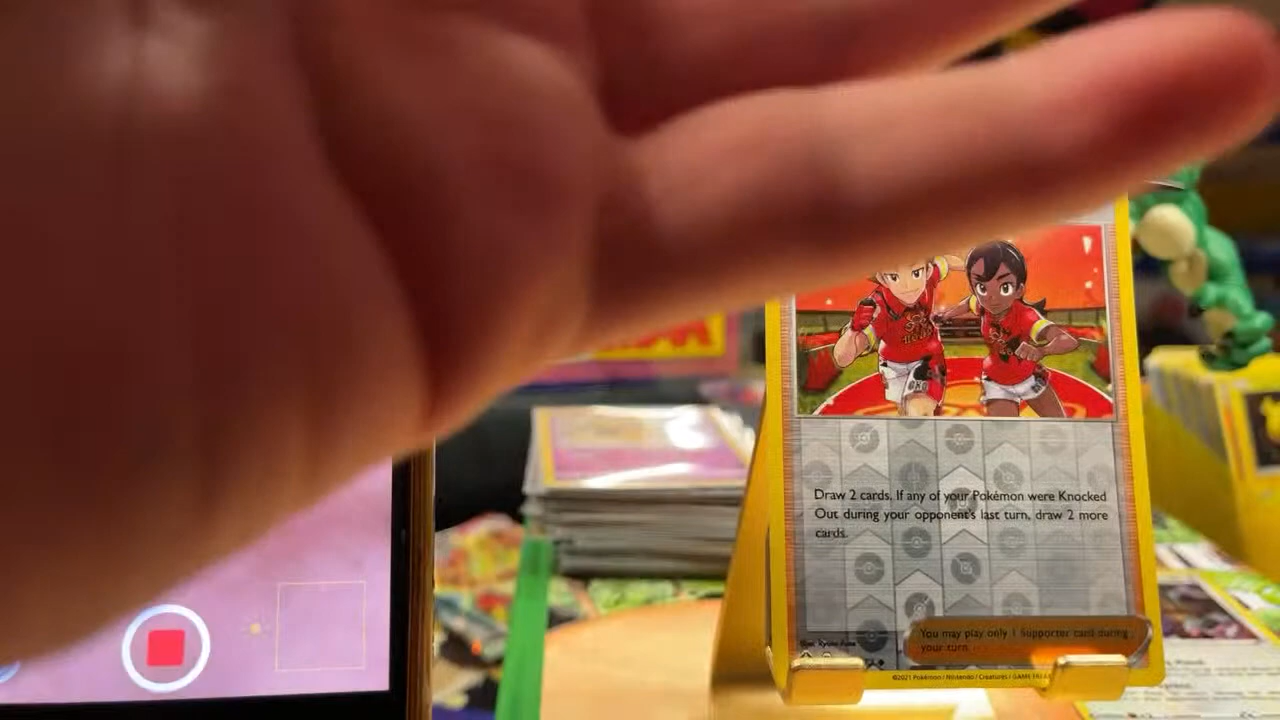 Draw 2 cards. If any of your Pokémon were Knocked
Out during your opponent's last turn, draw 2 more
cards.
You may play only 1 Supporter card during
your turn.
©2021 Pokémon / Nintendo / Creatures / GAME FREAK